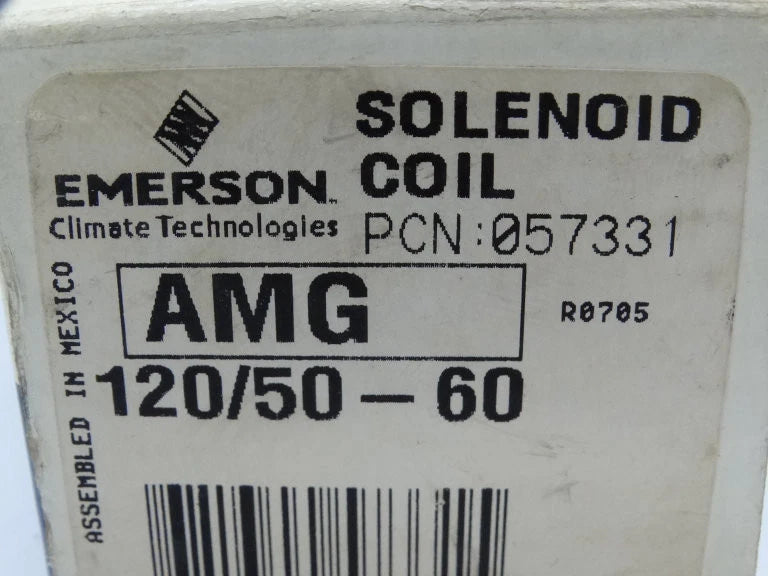 SOLENOID
COIL
EMERSON.
Climate Technologies
PCN:057331
AMG
R0705
120/50-60
ASSEMBLED IN MEXICO